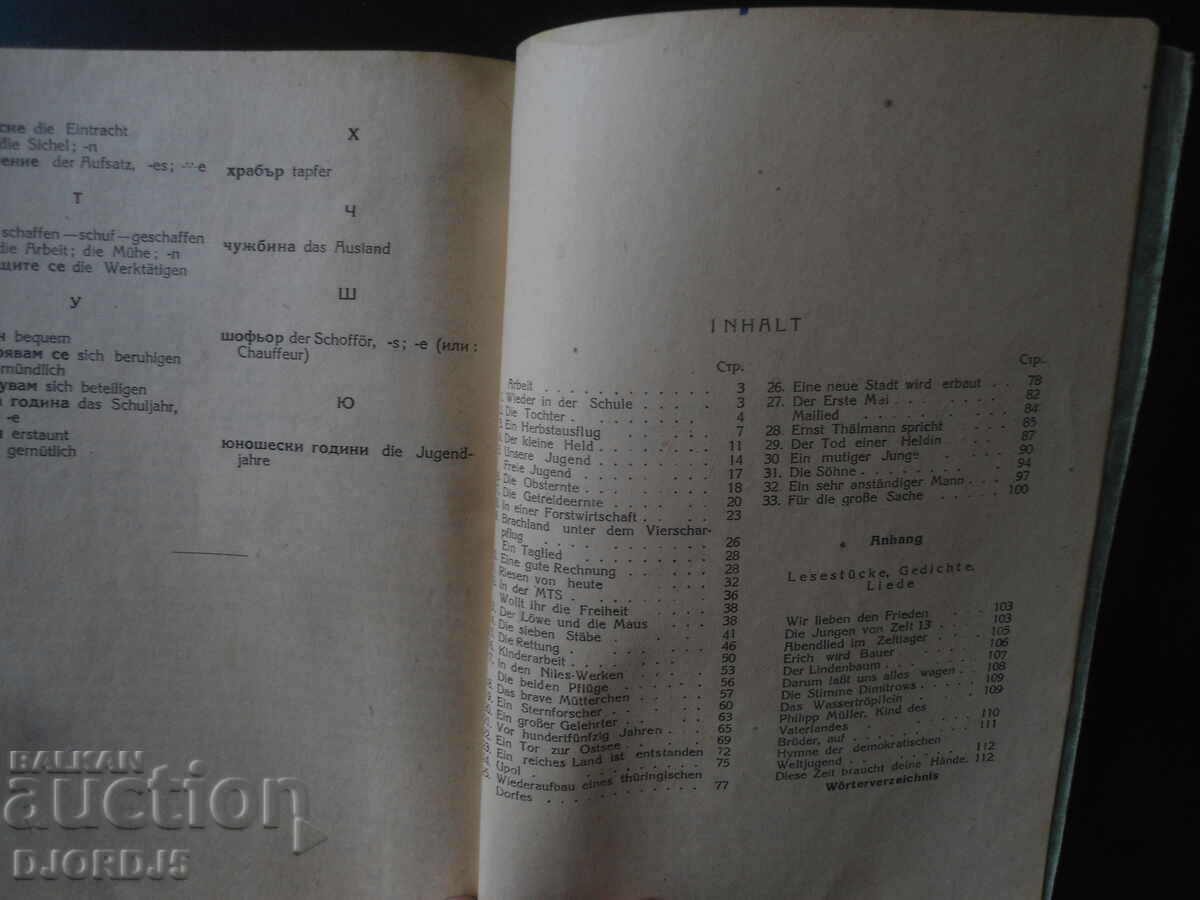 ске die Eintracht
die Sichel; -n
ение der Aufsatz, -es; -̈e
Т
schaffen—schuf—geschaffen
die Arbeit; die Mühe; -n
щите се die Werktätigen
У
bequem
рявам се sich beruhigen
mündlich
увам sich beteiligen
година das Schuljahr,
-e
erstaunt
gemütlich
Х
храбър tapfer
Ч
чужбина das Ausland
Ш
шофьор der Schofför, -s; -e (или:
Chauffeur)
Ю
юношески години die Jugend-
jahre
INHALT
Стр.
Arbeit . . . . . . . . . . 3
Wieder in der Schule . . . . 3
Die Tochter . . . . . . . . 4
Ein Herbstausflug . . . . . 7
Der kleine Held . . . . . . 11
Unsere Jugend . . . . . . 14
Freie Jugend . . . . . . . 17
Die Obsternte . . . . . . . 18
Die Getreideernte . . . . . 20
In einer Forstwirtschaft . . . 23
Brachland unter dem Vierschar-
pflug . . . . . . . . . . 26
Ein Taglied . . . . . . . . 28
Eine gute Rechnung . . . . 28
Riesen von heute . . . . . 32
In der MTS . . . . . . . . 36
Wollt ihr die Freiheit . . . . 38
Der Löwe und die Maus . . . 38
Die sieben Stäbe . . . . . 41
Die Rettung . . . . . . . 46
Kinderarbeit . . . . . . . 50
In den Niles-Werken . . . . 53
Die beiden Pflüge . . . . . 56
Das brave Mütterchen . . . 57
Ein Sternforscher . . . . . 60
Ein großer Gelehrter . . . . 63
Vor hundertfünfzig Jahren . . 65
Ein Tor zur Ostsee . . . . . 69
Ein reiches Land ist entstanden 72
Upol . . . . . . . . . . 75
Wiederaufbau eines thüringischen
Dorfes . . . . . . . . . . 77
Стр.
26. Eine neue Stadt wird erbaut . . 78
27. Der Erste Mai . . . . . . . 82
Mailied . . . . . . . . . 84
28. Ernst Thälmann spricht . . . 85
29. Der Tod einer Heldin . . . . 87
30 Ein mutiger Junge . . . . . 90
31. Die Söhne . . . . . . . . 94
32. Ein sehr anständiger Mann . . 97
33. Für die große Sache . . . . 100
Anhang
Lesestücke, Gedichte,
Liede
Wir lieben den Frieden . . . 103
Die Jungen von Zelt 13 . . . 103
Abendlied im Zeltlager . . . 105
Erich wird Bauer . . . . . 106
Der Lindenbaum . . . . . 107
Darum laßt uns alles wagen . 108
Die Stimme Dimitrows . . . 109
Das Wassertröpflein . . . . 109
Philipp Müller, Kind des
Vaterlandes . . . . . . . 110
Brüder, auf . . . . . . . . 111
Hymne der demokratischen
Weltjugend . . . . . . . . 112
Diese Zeit braucht deine Hände. 112
Wörterverzeichnis
BALKAN
auction
DJORDJ5